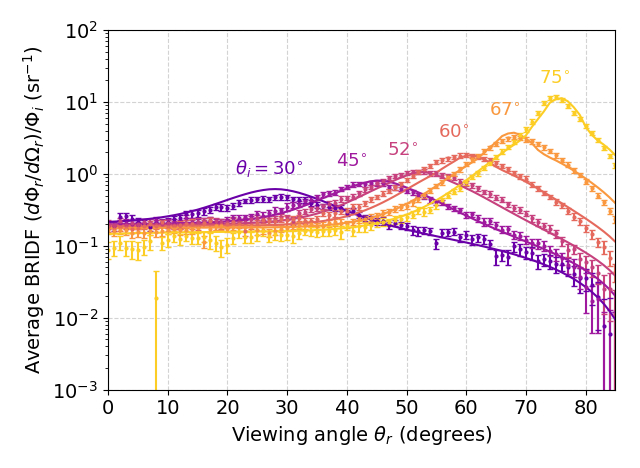 10²
10¹
10⁰
10⁻¹
10⁻²
10⁻³
Average BRIDF (dΦᵣ/dΩᵣ)/Φᵢ (sr⁻¹)
θᵢ = 30°
45°
52°
60°
67°
75°
0 10 20 30 40 50 60 70 80
Viewing angle θᵣ (degrees)